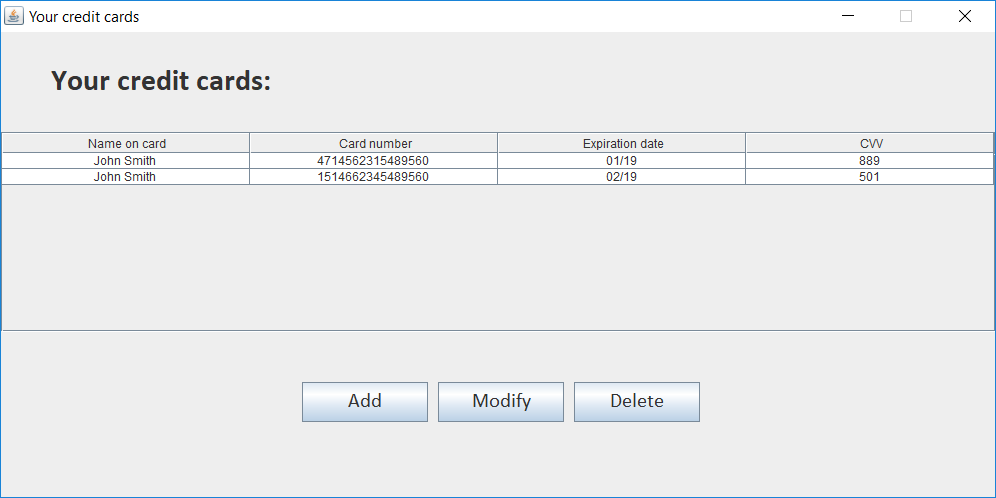 Your credit cards
Your credit cards:
Name on card Card number Expiration date CVV
John Smith 4714562315489560 01/19 889
John Smith 1514662345489560 02/19 501
Add Modify Delete